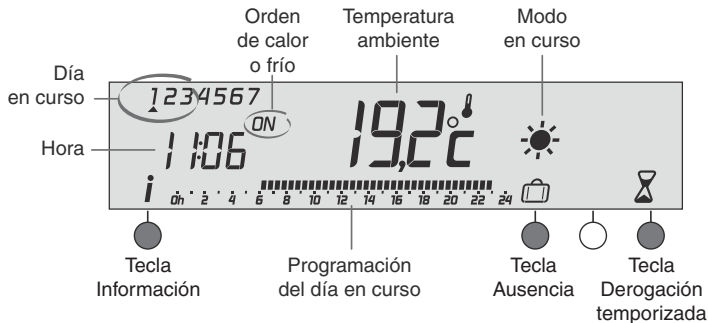 Orden
de calor
o frío
Temperatura
ambiente
Modo
en curso
Día
en curso
1234567
ON
Hora
11:06
19,2°c
i
0h 2 4 6 8 10 12 14 16 18 20 22 24
Tecla
Información
Programación
del día en curso
Tecla
Ausencia
Tecla
Derogación
temporizada